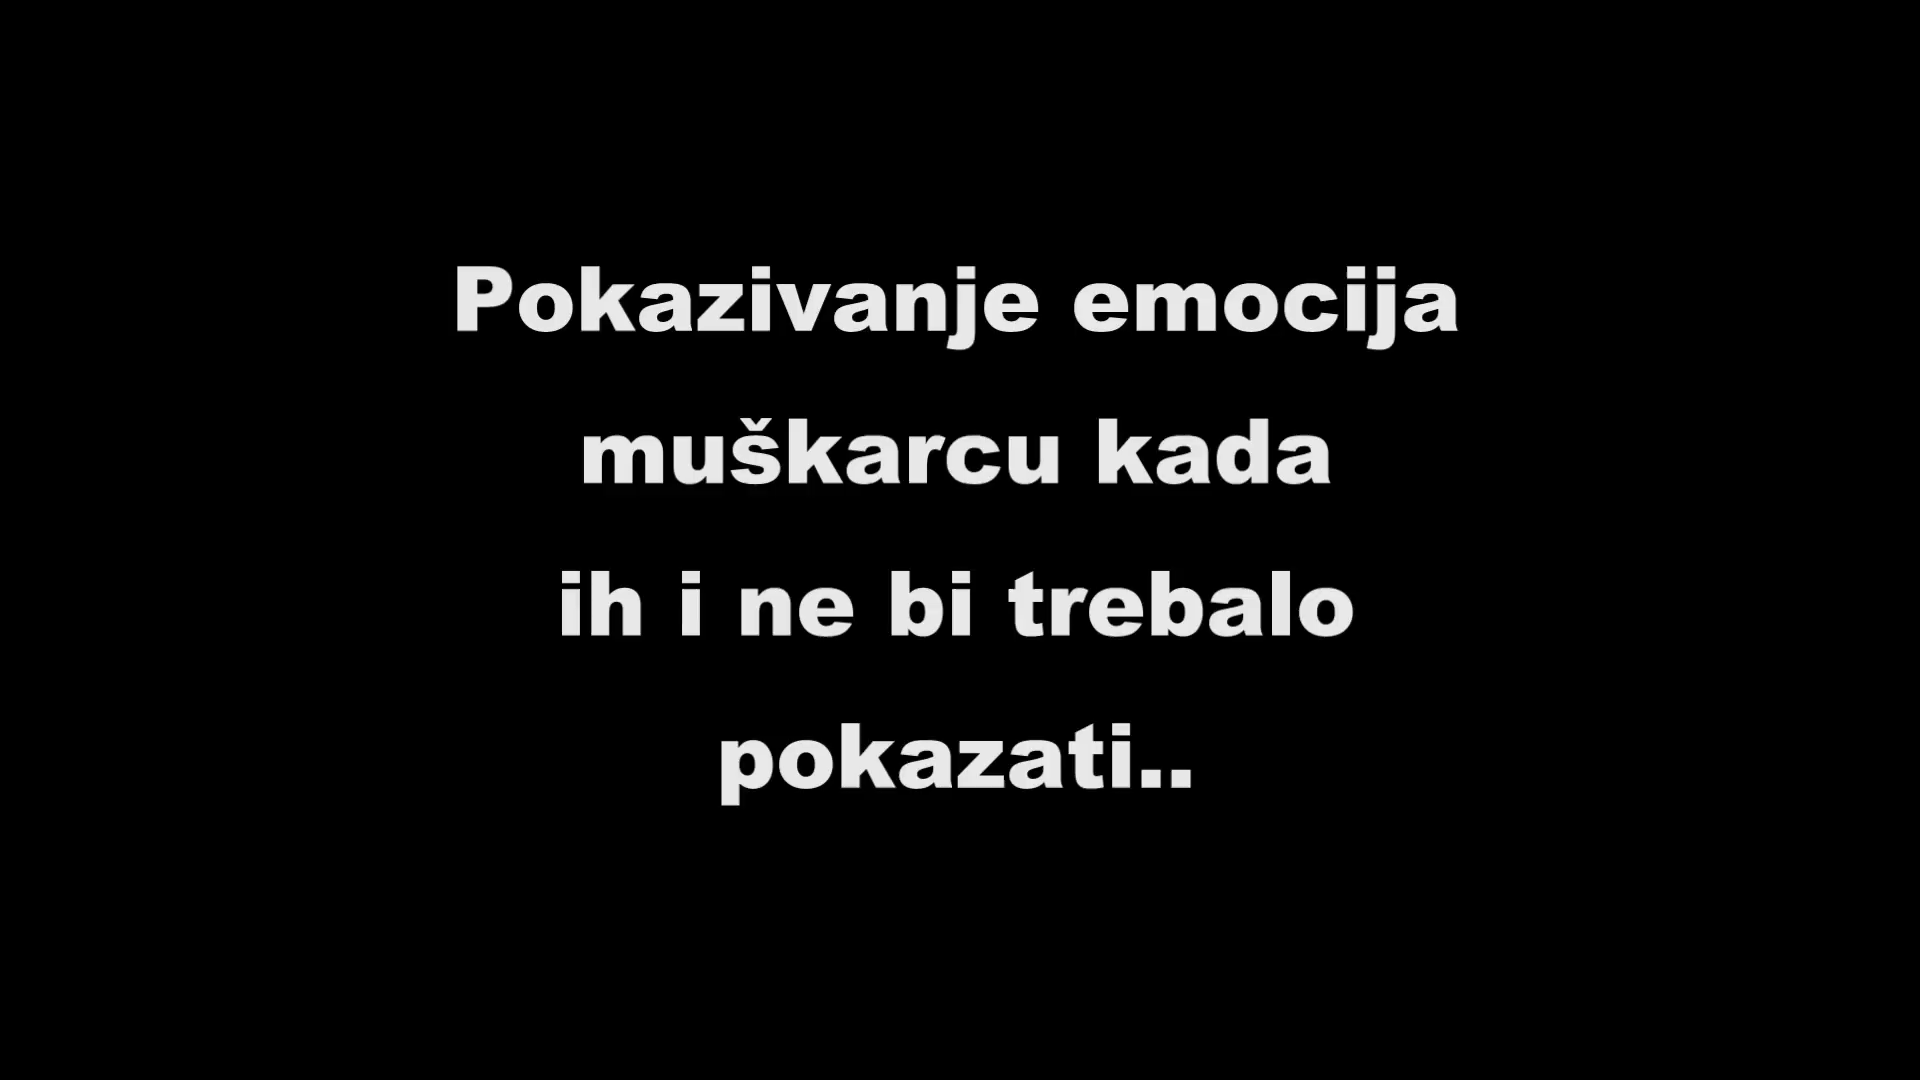 Pokazivanje emocija
muškarcu kada
ih i ne bi trebalo
pokazati..